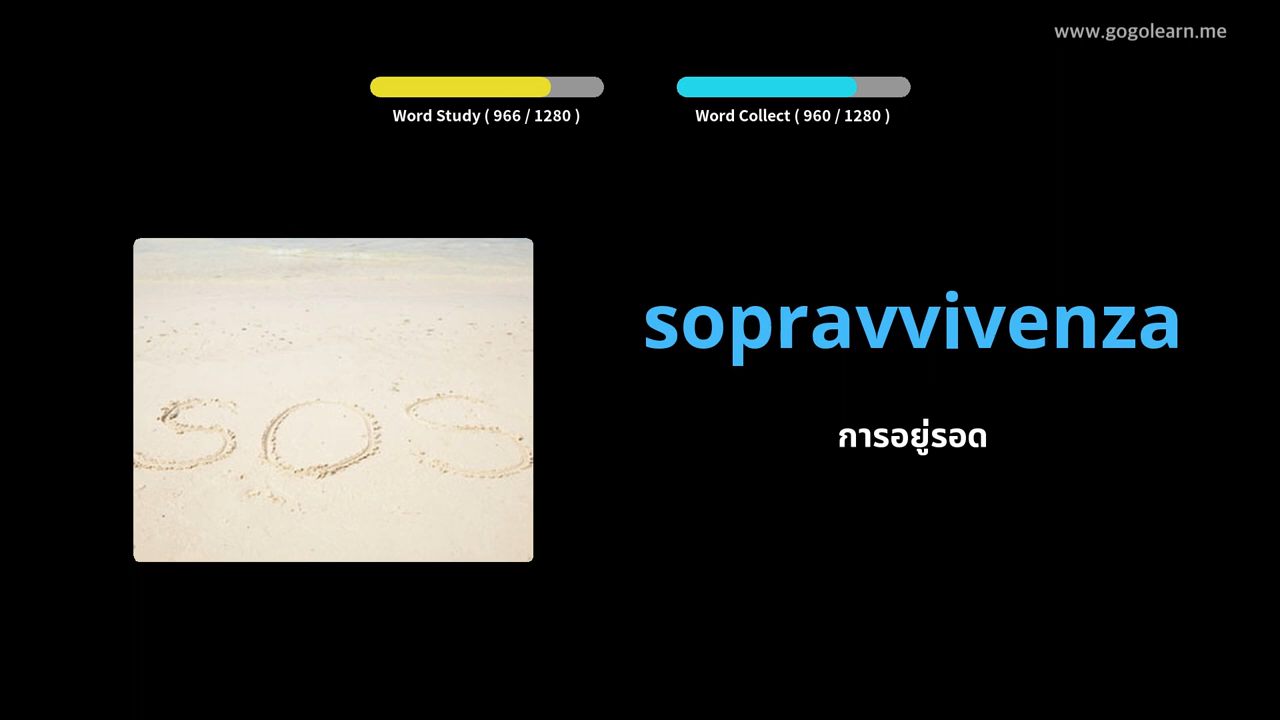 www.gogolearn.me
Word Study ( 966 / 1280 )
Word Collect ( 960 / 1280 )
SOS
sopravvivenza
การอยู่รอด